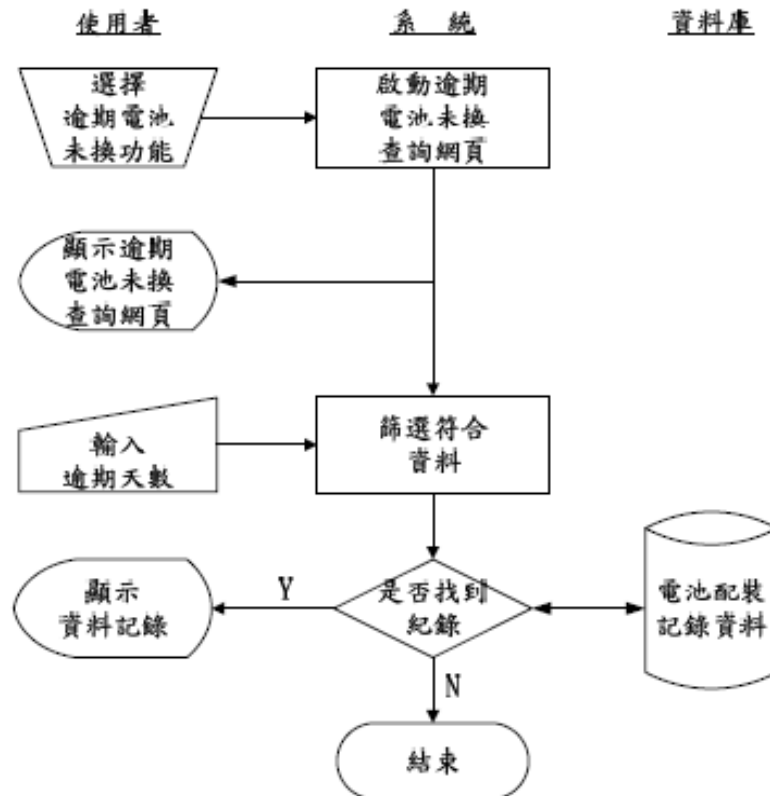 使用者
系 統
資料庫
選擇
逾期電池
未換功能
啟動逾期
電池未換
查詢網頁
顯示逾期
電池未換
查詢網頁
輸入
逾期天數
篩選符合
資料
顯示
資料記錄
Y
是否找到
紀錄
電池配裝
記錄資料
N
結束